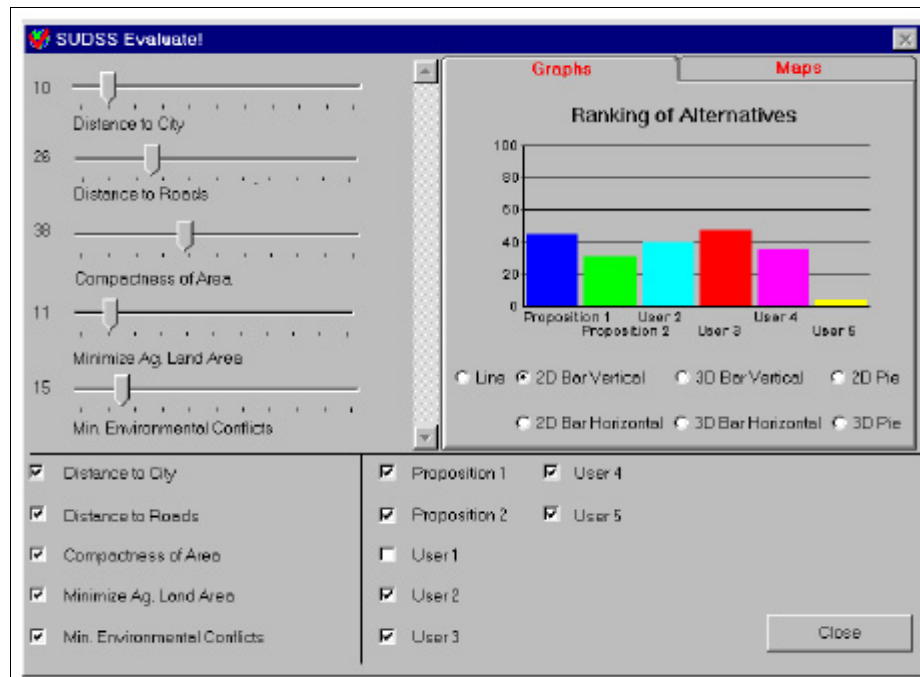 SUDSS Evaluate!
10
Distance to City
26
Distance to Roads
38
Compactness of Area
11
Minimize Ag. Land Area
15
Min. Environmental Conflicts
Graphs Maps
Ranking of Alternatives
100
80
60
40
20
0
Proposition 1 User 2 User 4
Proposition 2 User 3 User 5
Line 2D Bar Vertical 3D Bar Vertical 2D Pie
2D Bar Horizontal 3D Bar Horizontal 3D Pie
Distance to City
Distance to Roads
Compactness of Area
Minimize Ag. Land Area
Min. Environmental Conflicts
Proposition 1 User 4
Proposition 2 User 5
User 1
User 2
User 3
Close